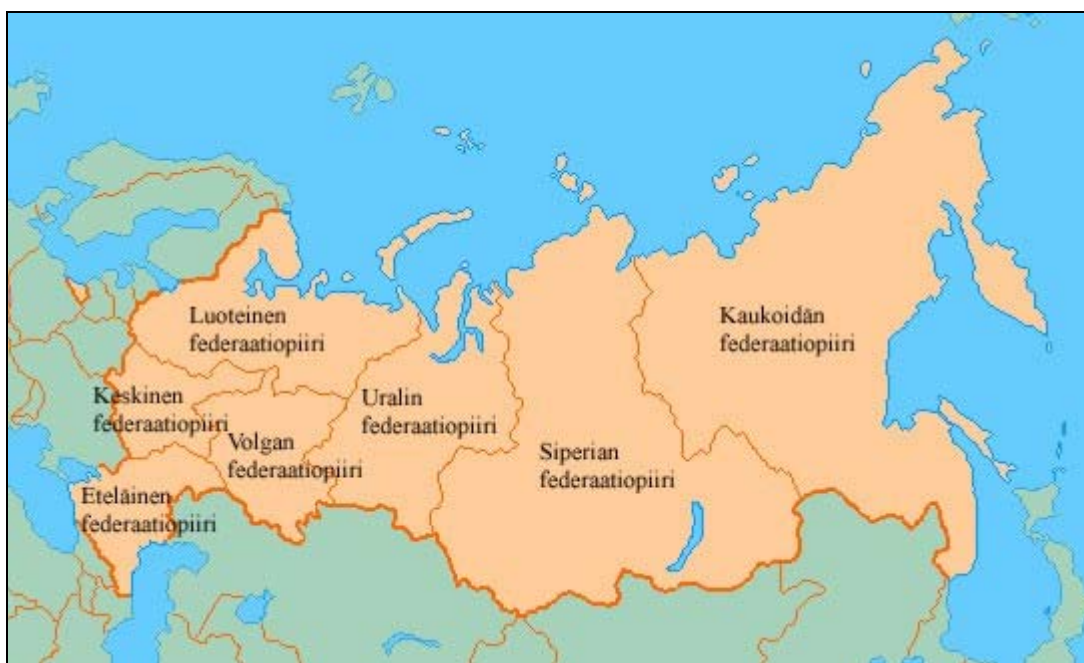 Luoteinen
federaatiopiiri
Kaukoidän
federaatiopiiri
Keskinen
federaatiopiiri
Uralin
federaatiopiiri
Volgan
federaatiopiiri
Siperian
federaatiopiiri
Eteläinen
federaatiopiiri